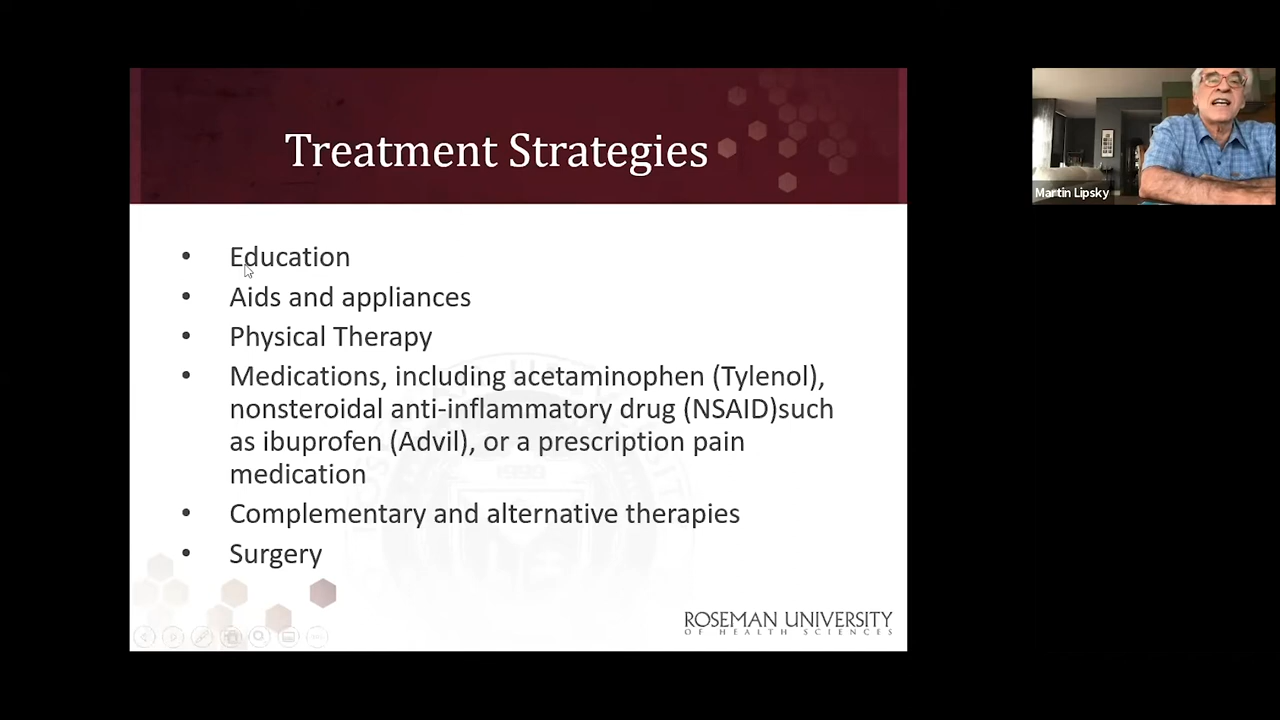 Treatment Strategies
Martin Lipsky
• Education
• Aids and appliances
• Physical Therapy
• Medications, including acetaminophen (Tylenol),
nonsteroidal anti-inflammatory drug (NSAID)such
as ibuprofen (Advil), or a prescription pain
medication
• Complementary and alternative therapies
• Surgery
ROSEMAN UNIVERSITY
OF HEALTH SCIENCES